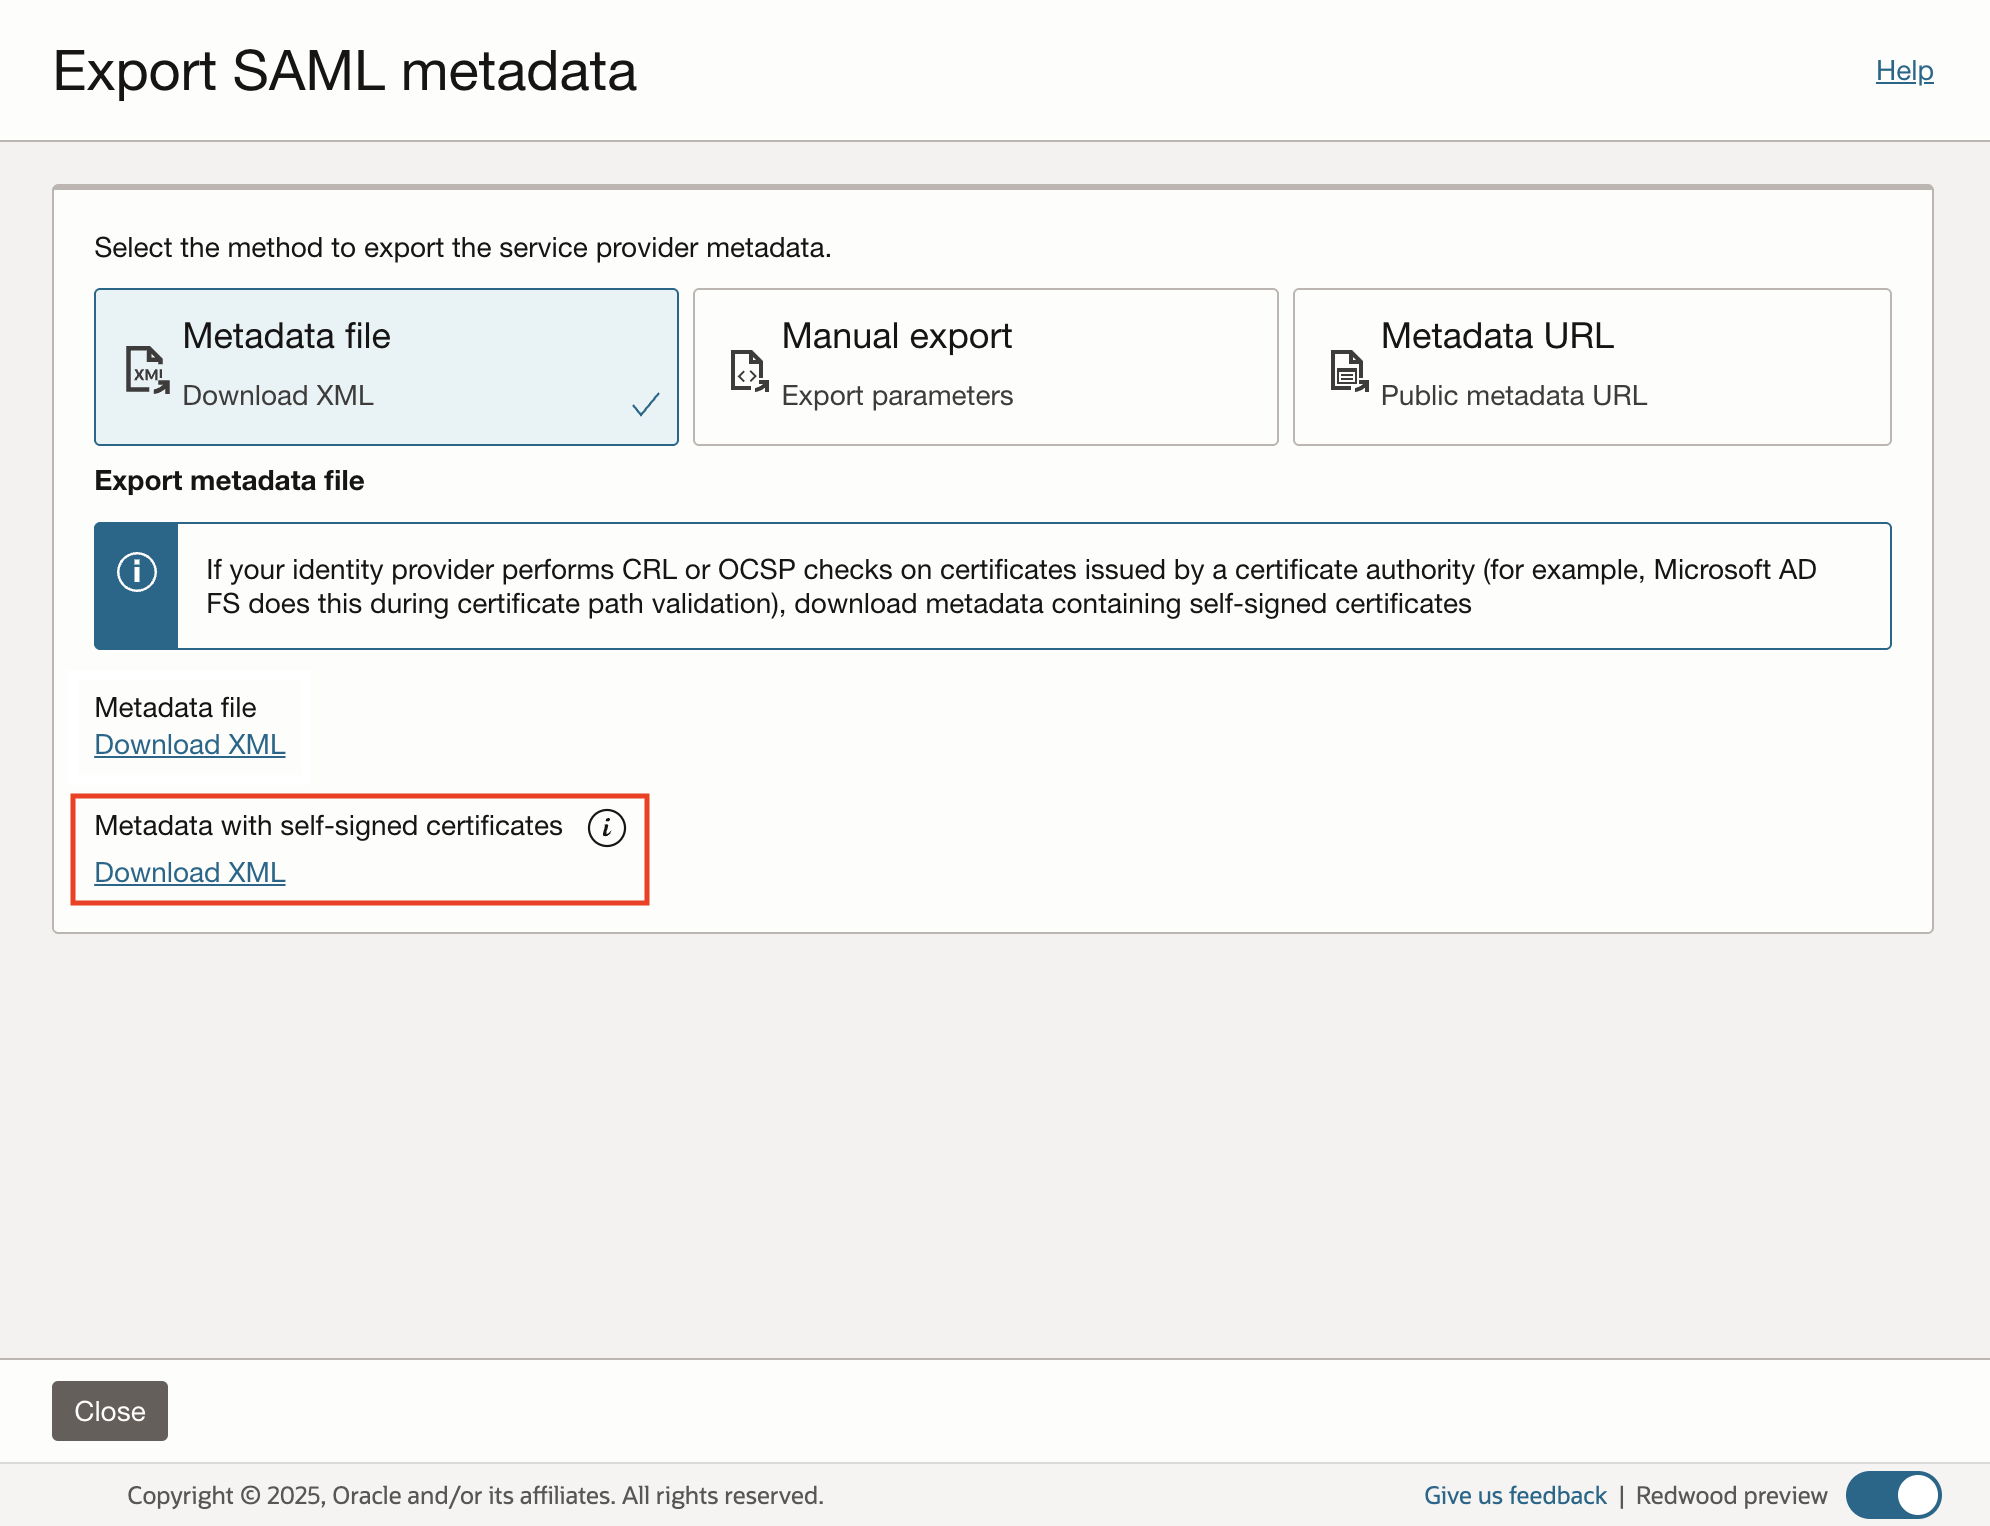 Export SAML metadata
Help
Select the method to export the service provider metadata.
XML
Metadata file
Download XML
Manual export
Export parameters
Metadata URL
Public metadata URL
Export metadata file
If your identity provider performs CRL or OCSP checks on certificates issued by a certificate authority (for example, Microsoft AD
FS does this during certificate path validation), download metadata containing self-signed certificates
Metadata file
Download XML
Metadata with self-signed certificates
Download XML
Close
Copyright © 2025, Oracle and/or its affiliates. All rights reserved.
Give us feedback | Redwood preview